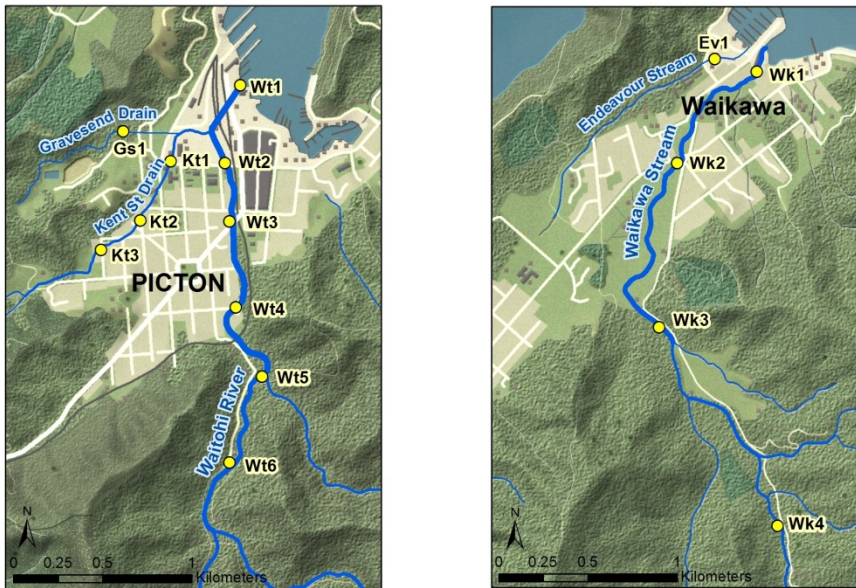 Wt1
Gravesend Drain
Gs1
Kt1
Wt2
Kent St Drain
Kt2
Wt3
Kt3
PICTON
Wt4
Wt5
Waitohi River
Wt6
N
0 0.25 0.5 1
Kilometers
Ev1
Wk1
Endeavour Stream
Waikawa
Wk2
Waikawa Stream
Wk3
Wk4
N
0 0.25 0.5 1
Kilometers